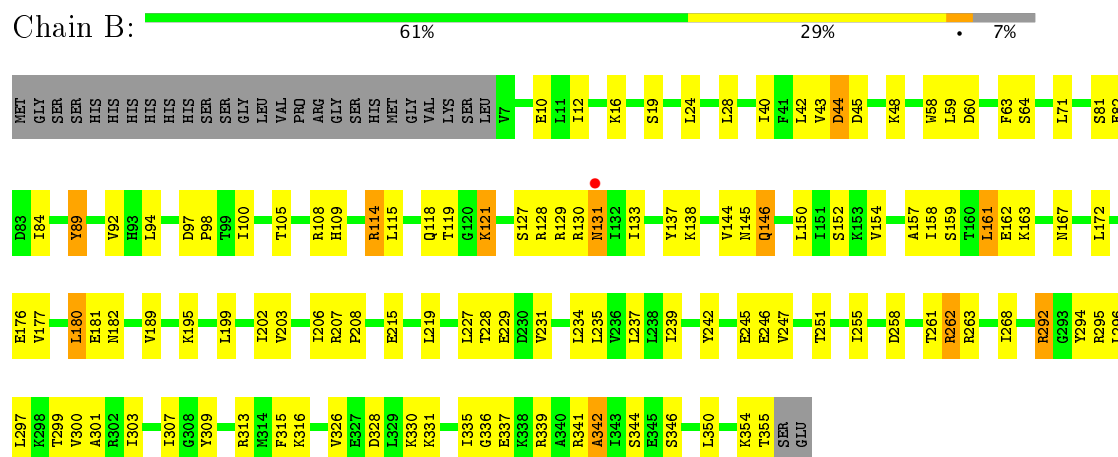 Chain B:
61% 29% • 7%
MET GLY SER SER HIS HIS HIS HIS HIS HIS SER SER GLY LEU VAL PRO ARG GLY SER HIS MET GLY VAL LYS SER LEU V7 E10 L11 I12 K16 S19 L24 L28 I40 F41 L42 V43 D44 D45 K48 W58 L59 D60 F63 S64 L71 S81
D83 I84 Y89 V92 H93 L94 D97 P98 T99 I100 T105 R108 H109 R114 L115 Q118 T119 G120 K121 S127 R128 R129 R130 N131 I132 I133 Y137 K138 V144 N145 Q146 L150 I151 S152 K153 V154 A157 I158 S159 T160 L161 E162 K163 N167 L172
E176 V177 L180 E181 N182 V189 K195 L199 I202 V203 I206 R207 P208 E215 L219 L227 T228 E229 D230 V231 L234 L235 V236 L237 L238 I239 Y242 E245 E246 V247 T251 I255 D258 T261 R262 R263 I268 R292 G293 Y294 R295
L297 K298 T299 V300 A301 R302 I303 I307 G308 Y309 R313 M314 F315 K316 V326 E327 D328 L329 K330 K331 I335 G336 E337 K338 R339 A340 R341 A342 I343 S344 E345 S346 L350 K354 T355 SER GLU